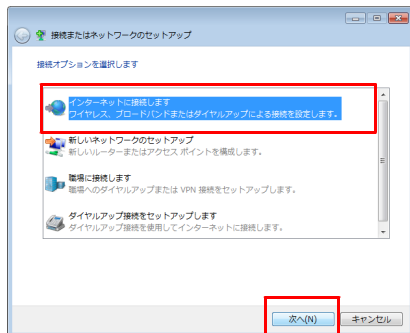 接続またはネットワークのセットアップ
接続オプションを選択します
インターネットに接続します
ワイヤレス、ブロードバンドまたはダイヤルアップによる接続を設定します。
新しいネットワークのセットアップ
新しいルーターまたはアクセス ポイントを構成します。
職場に接続します
職場へのダイヤルアップまたは VPN 接続をセットアップします。
ダイヤルアップ接続をセットアップします
ダイヤルアップ接続を使用してインターネットに接続します。
次へ(N)
キャンセル